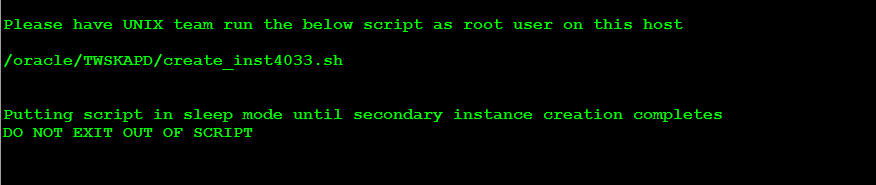 Please have UNIX team run the below script as root user on this host
/oracle/TWSKAPD/create_inst4033.sh
Putting script in sleep mode until secondary instance creation completes
DO NOT EXIT OUT OF SCRIPT